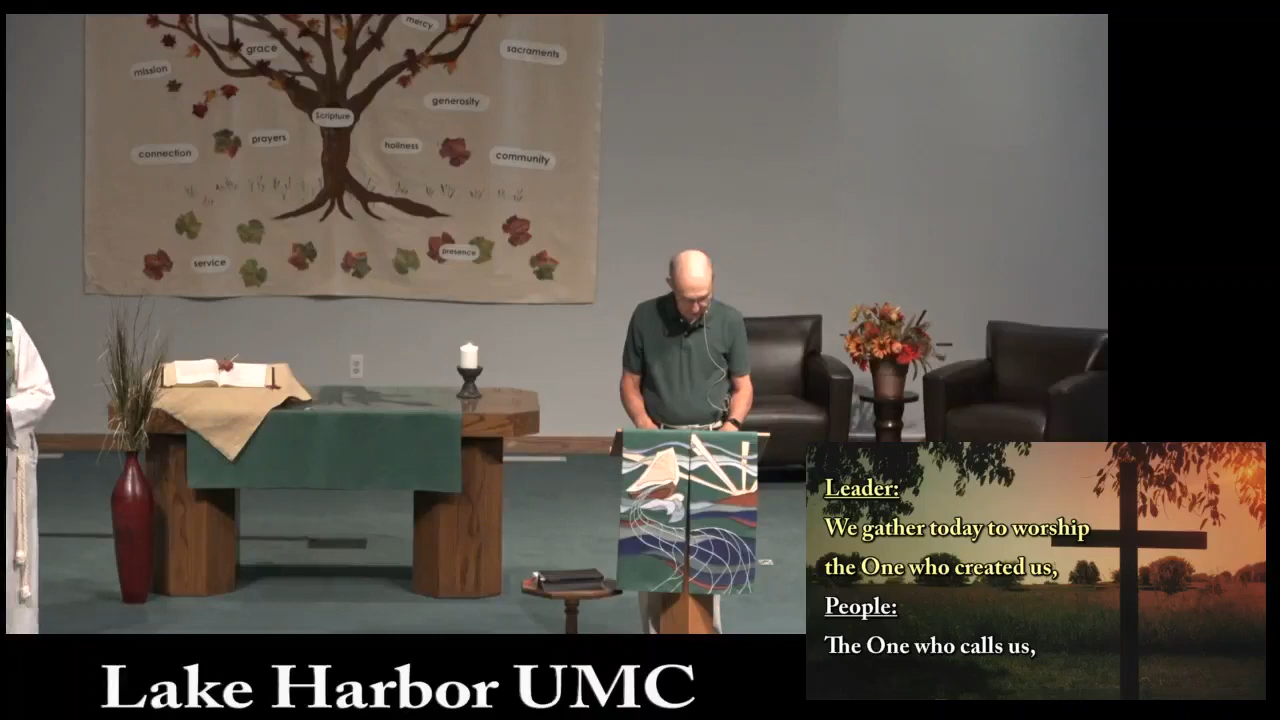 mercy
grace
sacraments
mission
generosity
Scripture
prayers
holiness
connection
community
presence
service
Leader:
We gather today to worship
the One who created us,
People:
The One who calls us,
Lake Harbor UMC